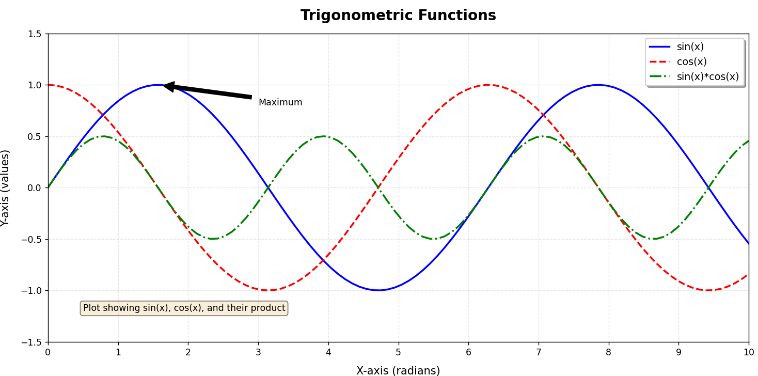 Trigonometric Functions
1.5
1.0
0.5
0.0
−0.5
−1.0
−1.5
Y-axis (values)
sin(x)
cos(x)
sin(x)*cos(x)
Maximum
Plot showing sin(x), cos(x), and their product
0 1 2 3 4 5 6 7 8 9 10
X-axis (radians)